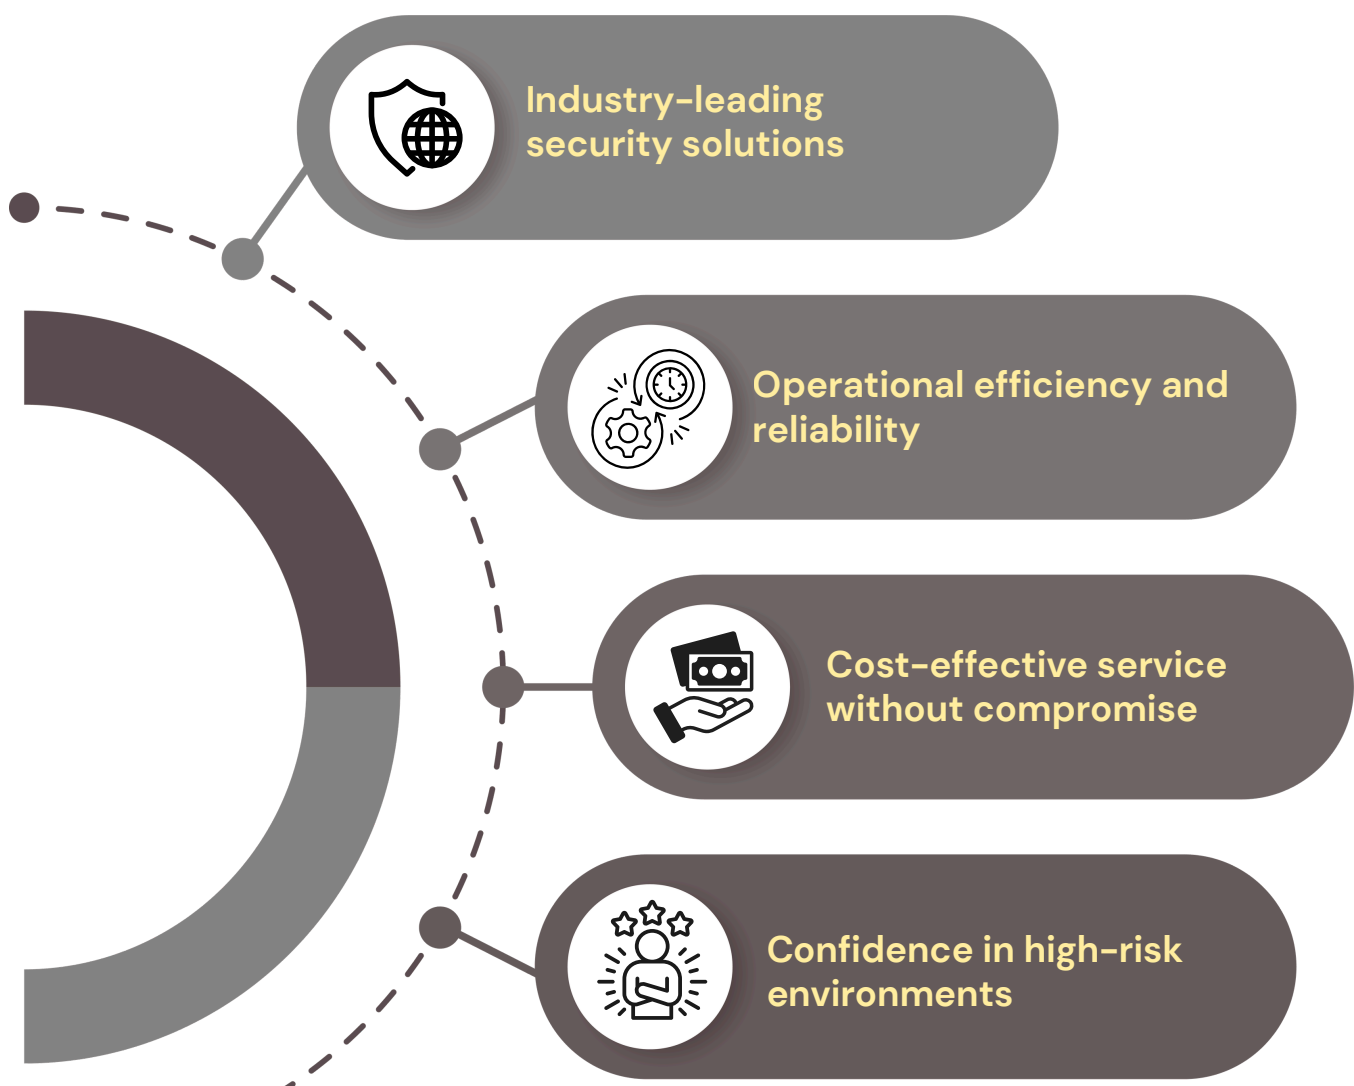 Industry-leading
security solutions
Operational efficiency and
reliability
Cost-effective service
without compromise
Confidence in high-risk
environments